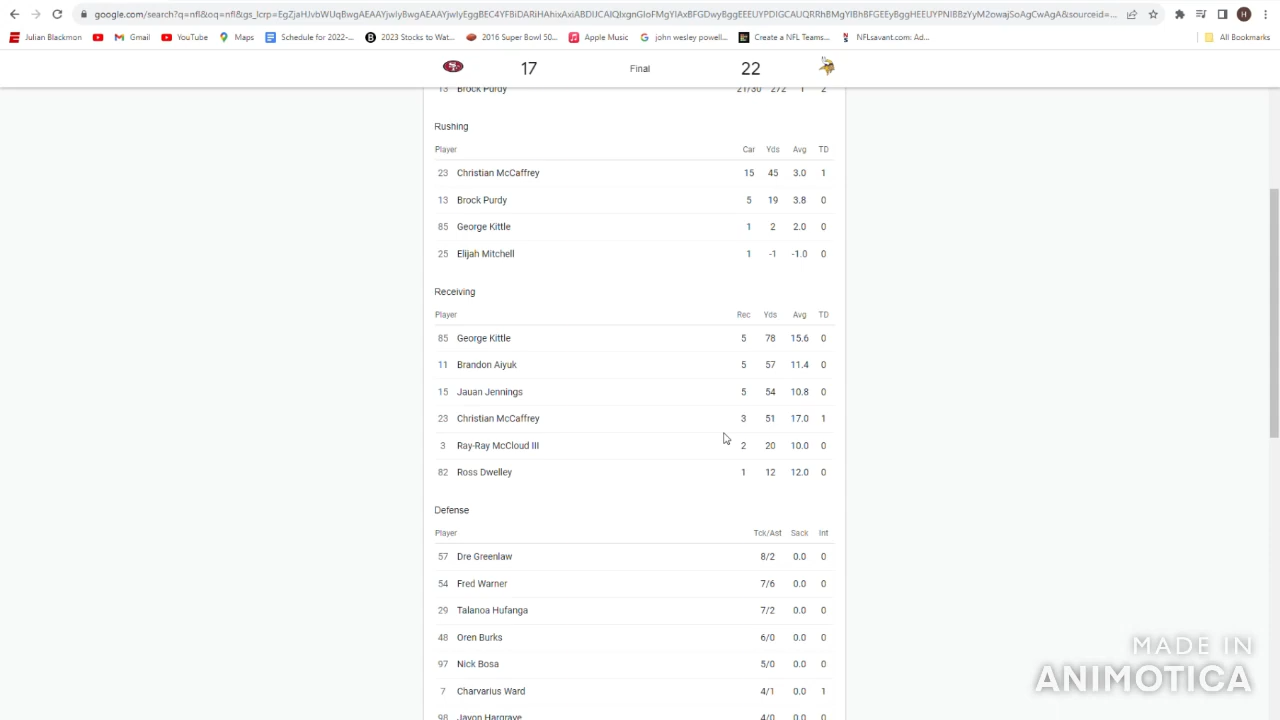 google.com/search?q=nfl&oq=nfl&gs_lcrp=
Julian Blackmon Gmail YouTube Maps Schedule for 2022-... 2023 Stocks to Wat... 2016 Super Bowl 50... Apple Music john wesley powell... Create a NFL Teams... NFLsavant.com: Ad... All Bookmarks
17 Final 22
13 Brock Purdy 21/30 272 1 2
Rushing
Player Car Yds Avg TD
23 Christian McCaffrey 15 45 3.0 1
13 Brock Purdy 5 19 3.8 0
85 George Kittle 1 2 2.0 0
25 Elijah Mitchell 1 -1 -1.0 0
Receiving
Player Rec Yds Avg TD
85 George Kittle 5 78 15.6 0
11 Brandon Aiyuk 5 57 11.4 0
15 Jauan Jennings 5 54 10.8 0
23 Christian McCaffrey 3 51 17.0 1
3 Ray-Ray McCloud III 2 20 10.0 0
82 Ross Dwelley 1 12 12.0 0
Defense
Player Tck/Ast Sack Int
57 Dre Greenlaw 8/2 0.0 0
54 Fred Warner 7/6 0.0 0
29 Talanoa Hufanga 7/2 0.0 0
48 Oren Burks 6/0 0.0 0
97 Nick Bosa 5/0 0.0 0
7 Charvarius Ward 4/1 0.0 1
98 Javon Hargrave 4/0 0.0 0
MADE IN
ANIMOTICA